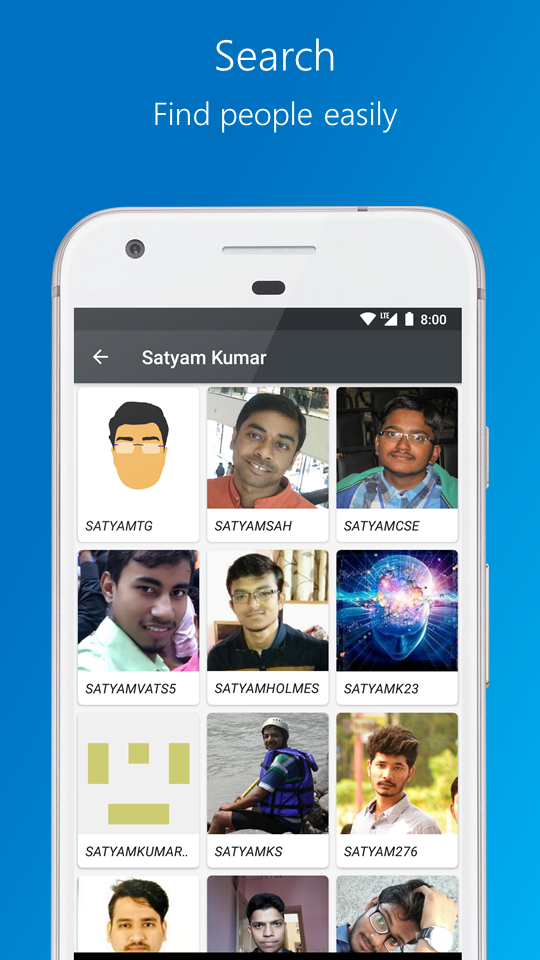 Search
Find people easily
LTE 8:00
← Satyam Kumar
SATYAMTG
SATYAMSAH
SATYAMCSE
SATYAMVATS5
SATYAMHOLMES
SATYAMK23
SATYAMKUMAR..
SATYAMKS
SATYAM276